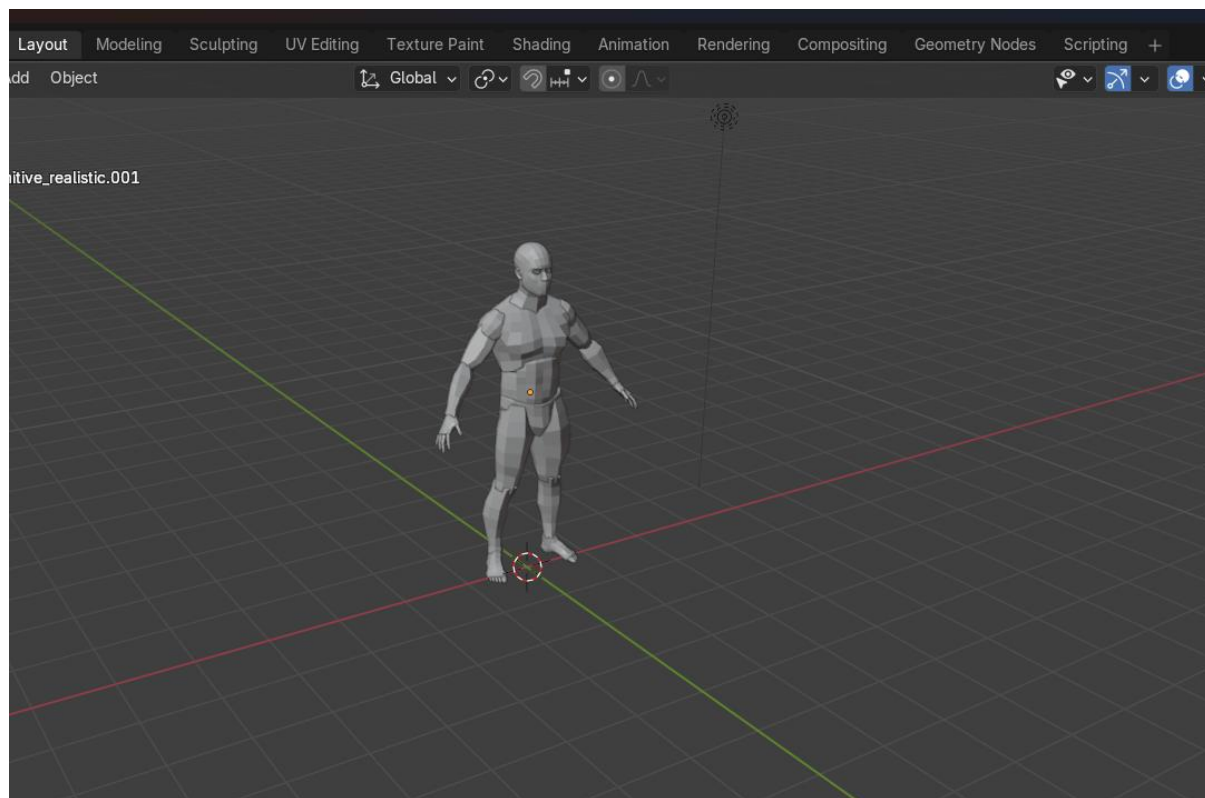 Layout Modeling Sculpting UV Editing Texture Paint Shading Animation Rendering Compositing Geometry Nodes Scripting +
dd Object Global
itive_realistic.001